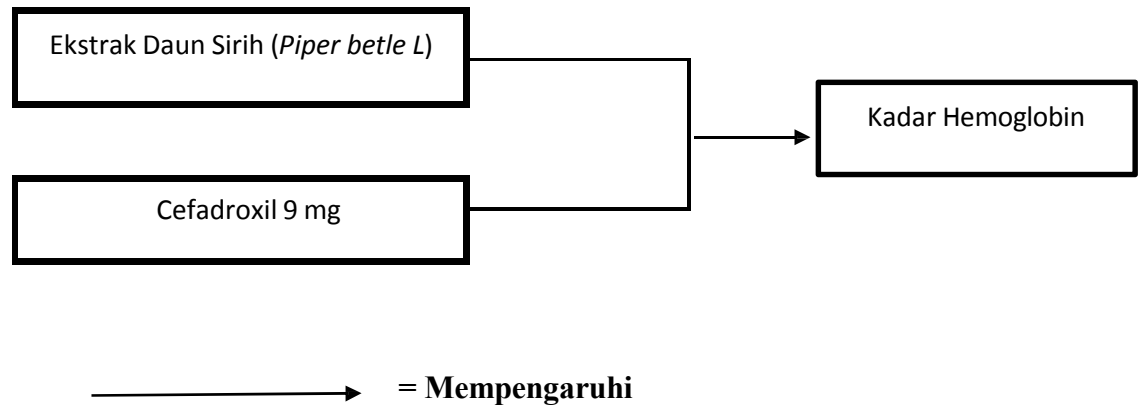 Ekstrak Daun Sirih (Piper betle L)
Kadar Hemoglobin
Cefadroxil 9 mg
= Mempengaruhi